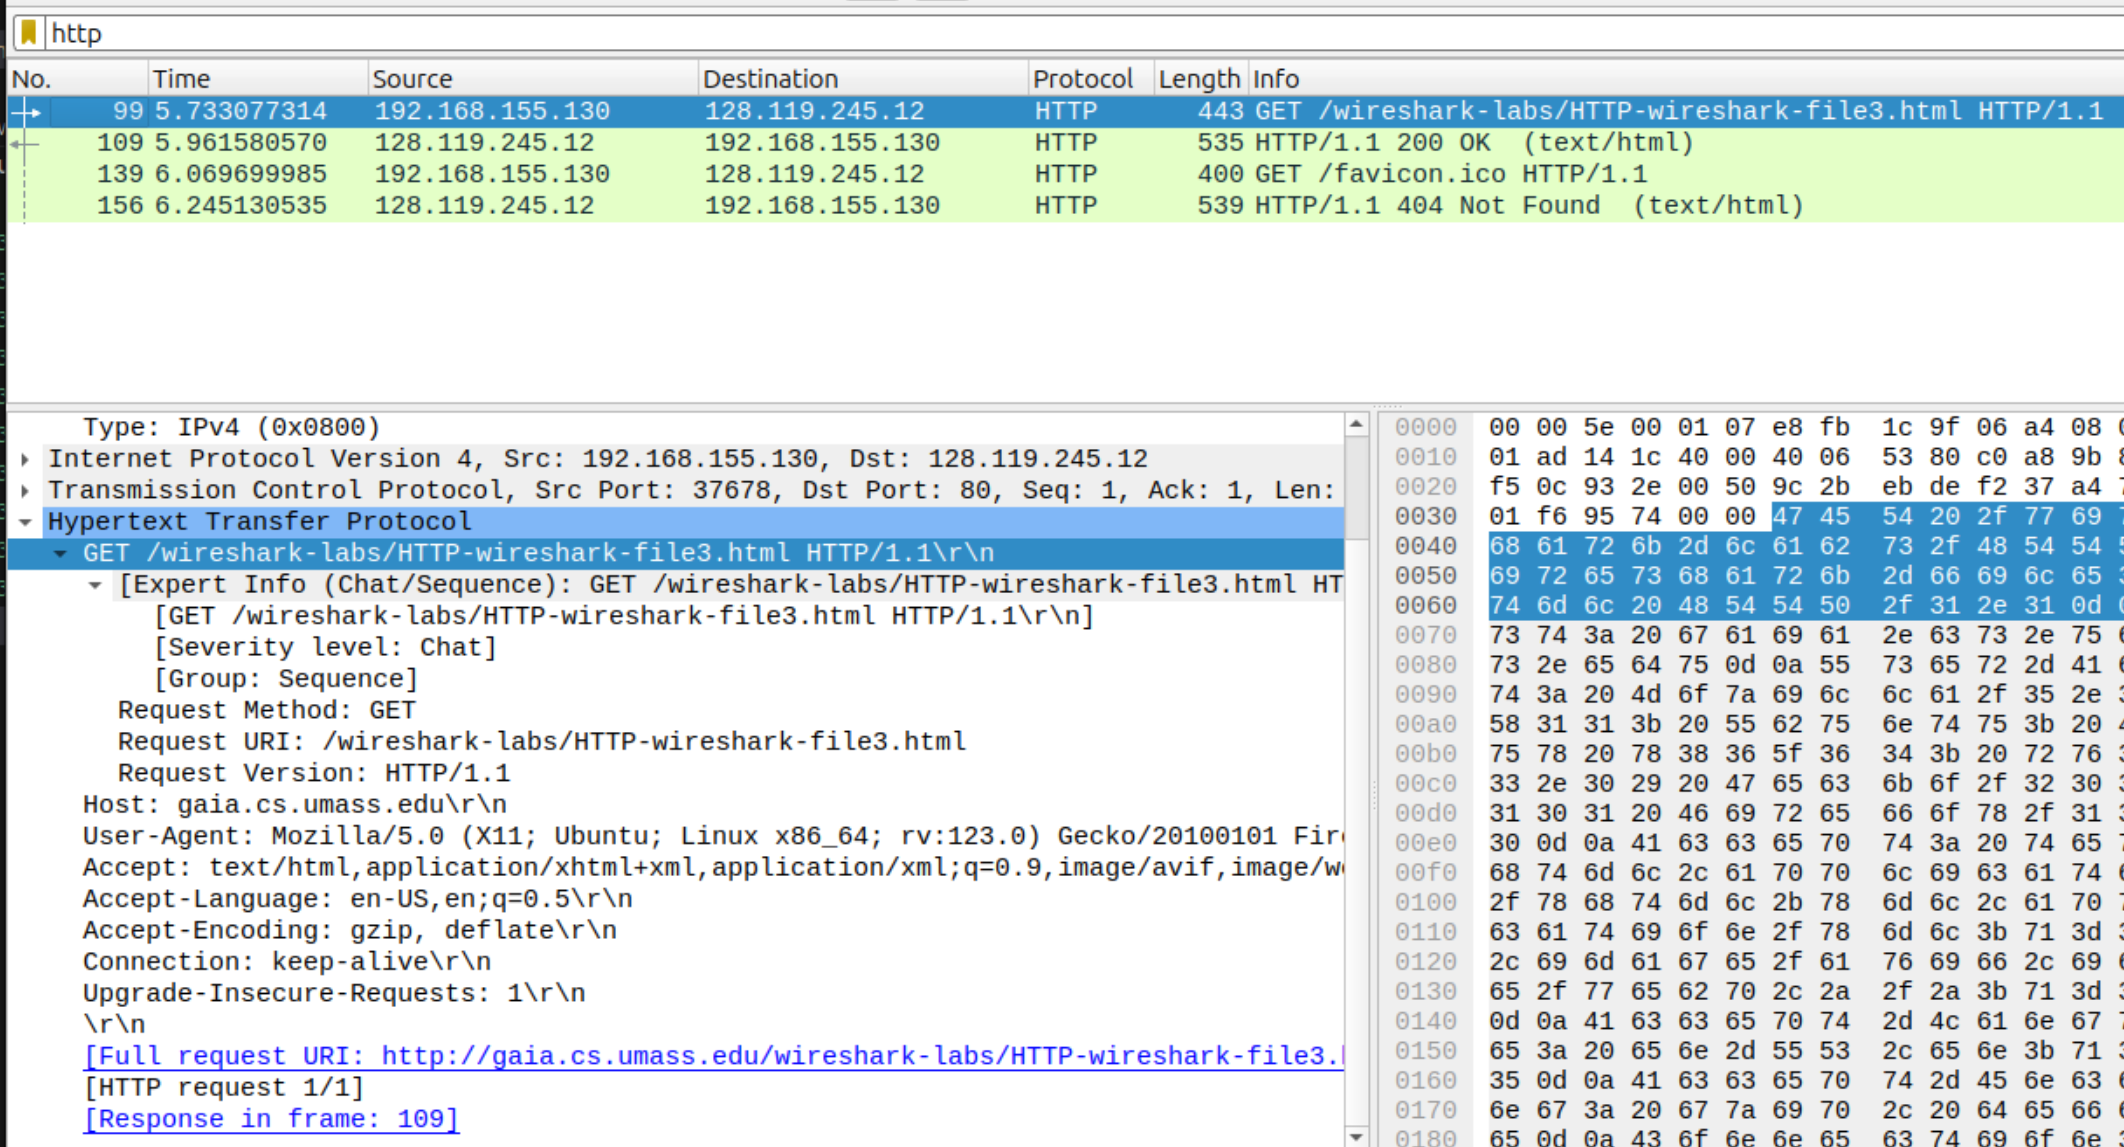 http
No. Time Source Destination Protocol Length Info
99 5.733077314 192.168.155.130 128.119.245.12 HTTP 443 GET /wireshark-labs/HTTP-wireshark-file3.html HTTP/1.1
109 5.961580570 128.119.245.12 192.168.155.130 HTTP 535 HTTP/1.1 200 OK (text/html)
139 6.069699985 192.168.155.130 128.119.245.12 HTTP 400 GET /favicon.ico HTTP/1.1
156 6.245130535 128.119.245.12 192.168.155.130 HTTP 539 HTTP/1.1 404 Not Found (text/html)
Type: IPv4 (0x0800)
Internet Protocol Version 4, Src: 192.168.155.130, Dst: 128.119.245.12
Transmission Control Protocol, Src Port: 37678, Dst Port: 80, Seq: 1, Ack: 1, Len:
Hypertext Transfer Protocol
GET /wireshark-labs/HTTP-wireshark-file3.html HTTP/1.1\r\n
[Expert Info (Chat/Sequence): GET /wireshark-labs/HTTP-wireshark-file3.html HT
[GET /wireshark-labs/HTTP-wireshark-file3.html HTTP/1.1\r\n]
[Severity level: Chat]
[Group: Sequence]
Request Method: GET
Request URI: /wireshark-labs/HTTP-wireshark-file3.html
Request Version: HTTP/1.1
Host: gaia.cs.umass.edu\r\n
User-Agent: Mozilla/5.0 (X11; Ubuntu; Linux x86_64; rv:123.0) Gecko/20100101 Fir
Accept: text/html,application/xhtml+xml,application/xml;q=0.9,image/avif,image/w
Accept-Language: en-US,en;q=0.5\r\n
Accept-Encoding: gzip, deflate\r\n
Connection: keep-alive\r\n
Upgrade-Insecure-Requests: 1\r\n
\r\n
[Full request URI: http://gaia.cs.umass.edu/wireshark-labs/HTTP-wireshark-file3.
[HTTP request 1/1]
[Response in frame: 109]
0000 00 00 5e 00 01 07 e8 fb 1c 9f 06 a4 08
0010 01 ad 14 1c 40 00 40 06 53 80 c0 a8 9b
0020 f5 0c 93 2e 00 50 9c 2b eb de f2 37 a4
0030 01 f6 95 74 00 00 47 45 54 20 2f 77 69
0040 68 61 72 6b 2d 6c 61 62 73 2f 48 54 54
0050 69 72 65 73 68 61 72 6b 2d 66 69 6c 65
0060 74 6d 6c 20 48 54 54 50 2f 31 2e 31 0d
0070 73 74 3a 20 67 61 69 61 2e 63 73 2e 75
0080 73 2e 65 64 75 0d 0a 55 73 65 72 2d 41
0090 74 3a 20 4d 6f 7a 69 6c 6c 61 2f 35 2e
00a0 58 31 31 3b 20 55 62 75 6e 74 75 3b 20
00b0 75 78 20 78 38 36 5f 36 34 3b 20 72 76
00c0 33 2e 30 29 20 47 65 63 6b 6f 2f 32 30
00d0 31 30 31 20 46 69 72 65 66 6f 78 2f 31
00e0 30 0d 0a 41 63 63 65 70 74 3a 20 74 65
00f0 68 74 6d 6c 2c 61 70 70 6c 69 63 61 74
0100 2f 78 68 74 6d 6c 2b 78 6d 6c 2c 61 70
0110 63 61 74 69 6f 6e 2f 78 6d 6c 3b 71 3d
0120 2c 69 6d 61 67 65 2f 61 76 69 66 2c 69
0130 65 2f 77 65 62 70 2c 2a 2f 2a 3b 71 3d
0140 0d 0a 41 63 63 65 70 74 2d 4c 61 6e 67
0150 65 3a 20 65 6e 2d 55 53 2c 65 6e 3b 71
0160 35 0d 0a 41 63 63 65 70 74 2d 45 6e 63
0170 6e 67 3a 20 67 7a 69 70 2c 20 64 65 66
0180 65 0d 0a 43 6f 6e 6e 65 63 74 69 6f 6e